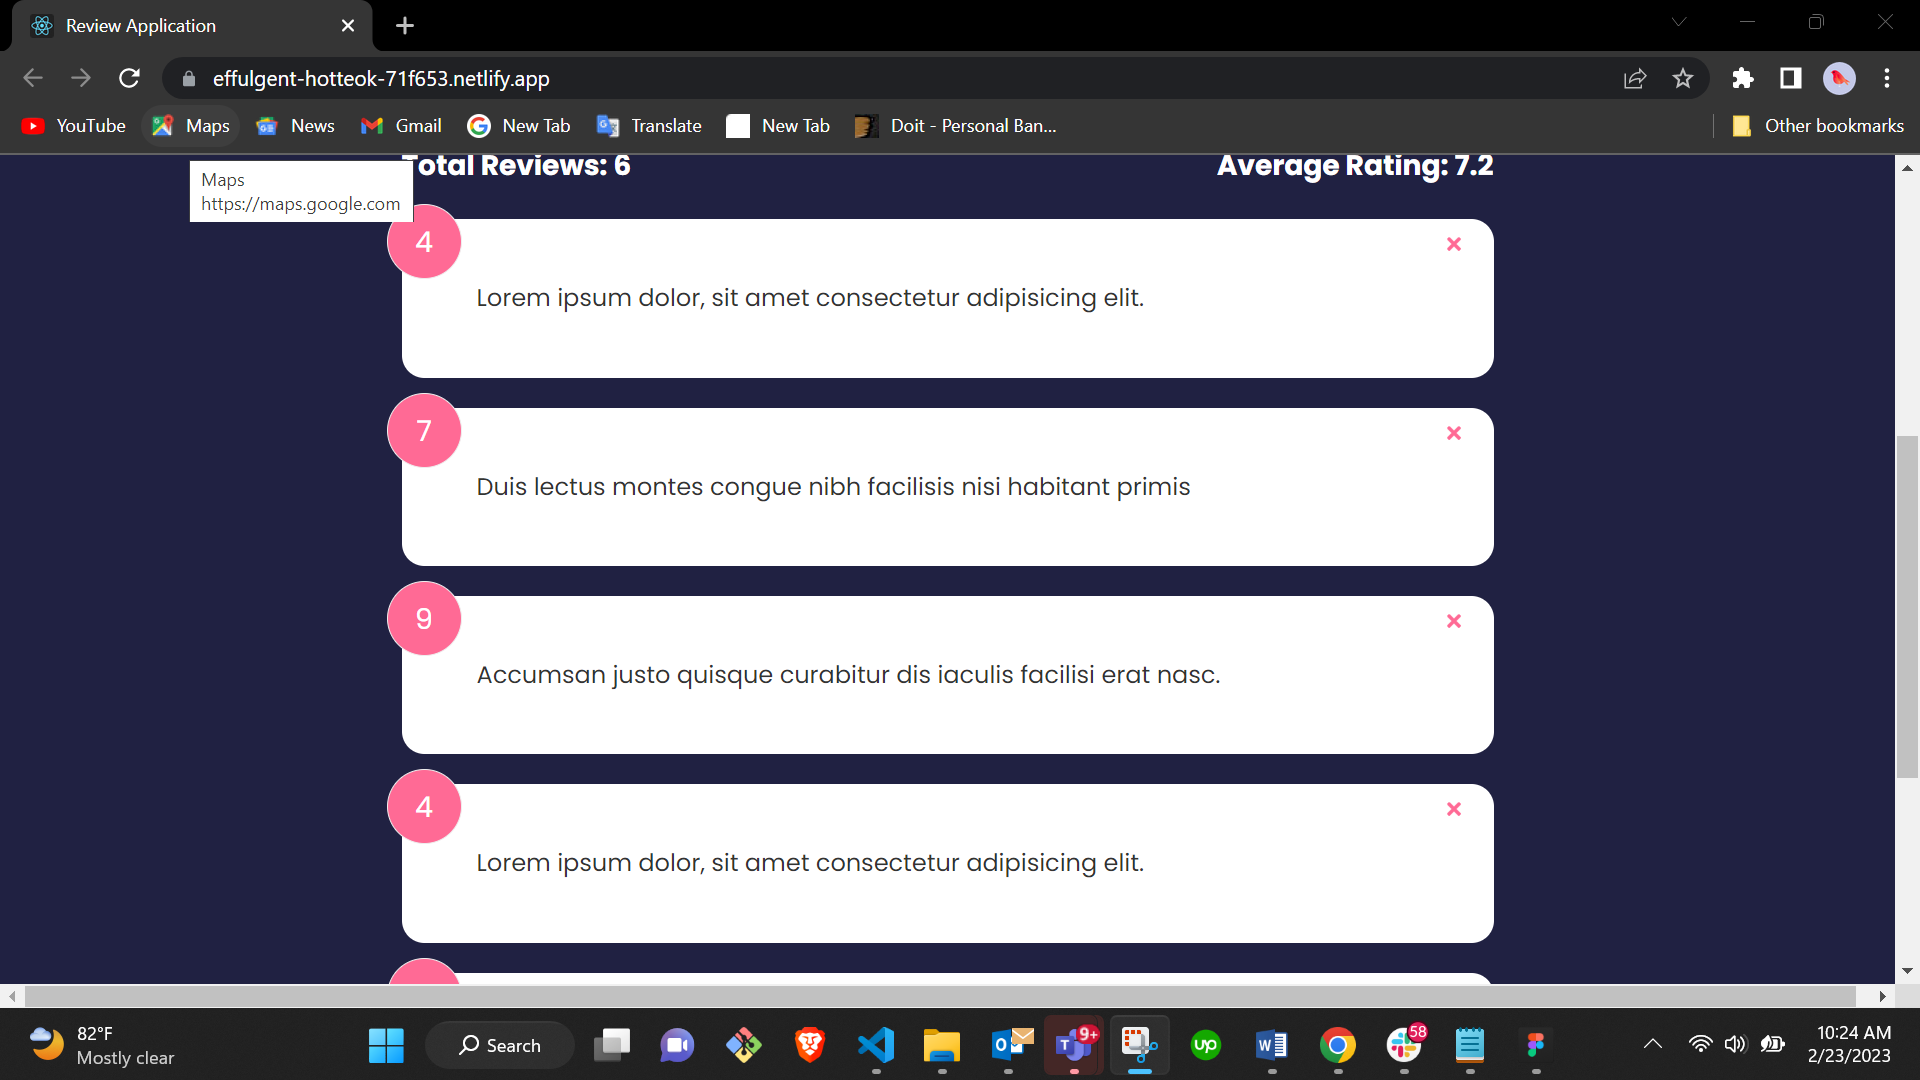 Review Application
effulgent-hotteok-71f653.netlify.app
YouTube Maps News Gmail New Tab Translate New Tab Doit - Personal Ban... Other bookmarks
Total Reviews: 6 Average Rating: 7.2
Maps
https://maps.google.com
4
Lorem ipsum dolor, sit amet consectetur adipisicing elit.
7
Duis lectus montes congue nibh facilisis nisi habitant primis
9
Accumsan justo quisque curabitur dis iaculis facilisi erat nasc.
4
Lorem ipsum dolor, sit amet consectetur adipisicing elit.
82°F
Mostly clear
Search
9+
58
up
10:24 AM
2/23/2023